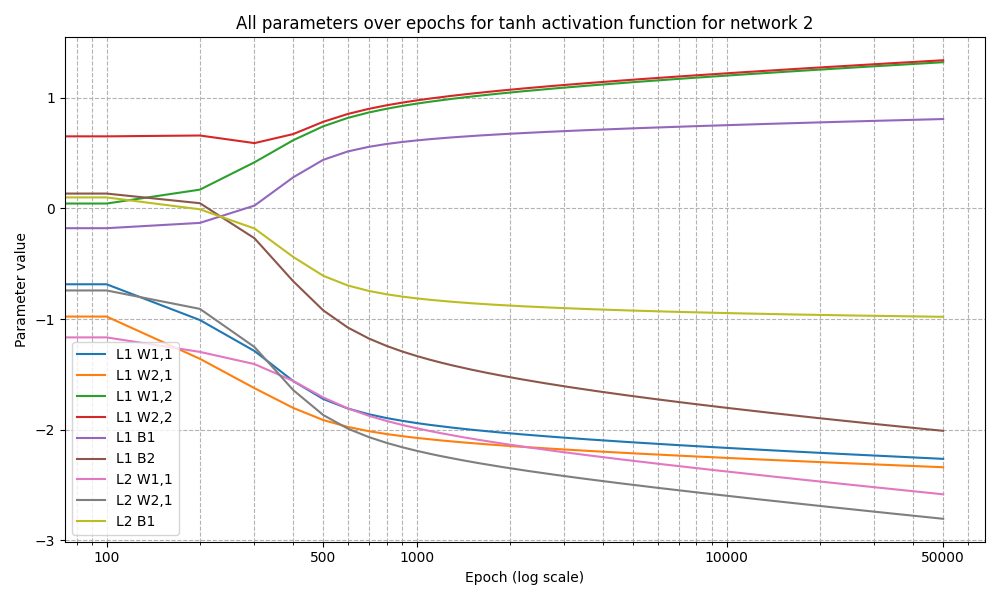 All parameters over epochs for tanh activation function for network 2
Parameter value
1
0
−1
−2
−3
L1 W1,1
L1 W2,1
L1 W1,2
L1 W2,2
L1 B1
L1 B2
L2 W1,1
L2 W2,1
L2 B1
100
500
1000
10000
50000
Epoch (log scale)